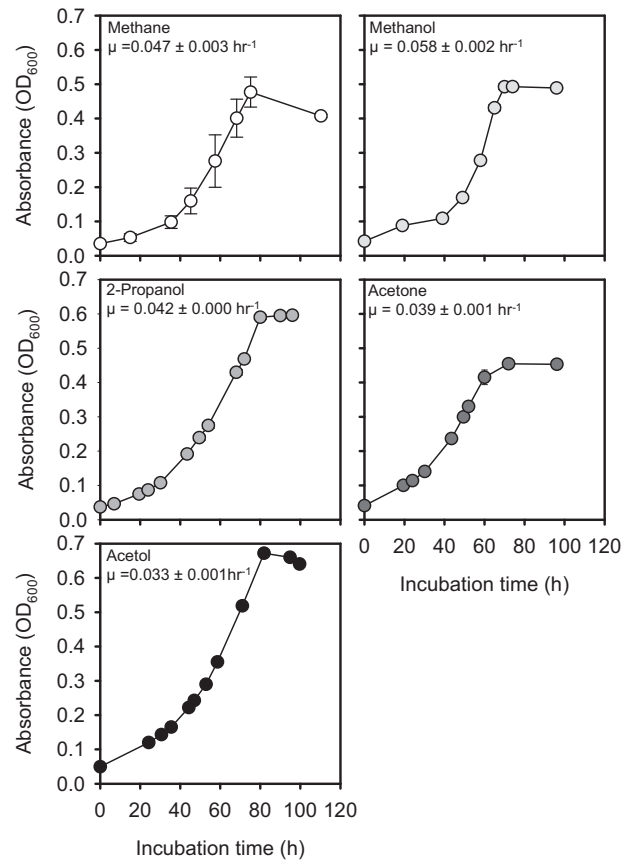 Methane
μ =0.047 ± 0.003 hr-1
Absorbance (OD600)
0.7
0.6
0.5
0.4
0.3
0.2
0.1
0.0
Methanol
μ = 0.058 ± 0.002 hr-1
2-Propanol
μ = 0.042 ± 0.000 hr-1
Absorbance (OD600)
0.7
0.6
0.5
0.4
0.3
0.2
0.1
0.0
Acetone
μ = 0.039 ± 0.001 hr-1
0 20 40 60 80 100 120
Incubation time (h)
Acetol
μ =0.033 ± 0.001hr-1
Absorbance (OD600)
0.7
0.6
0.5
0.4
0.3
0.2
0.1
0.0
0 20 40 60 80 100 120
Incubation time (h)